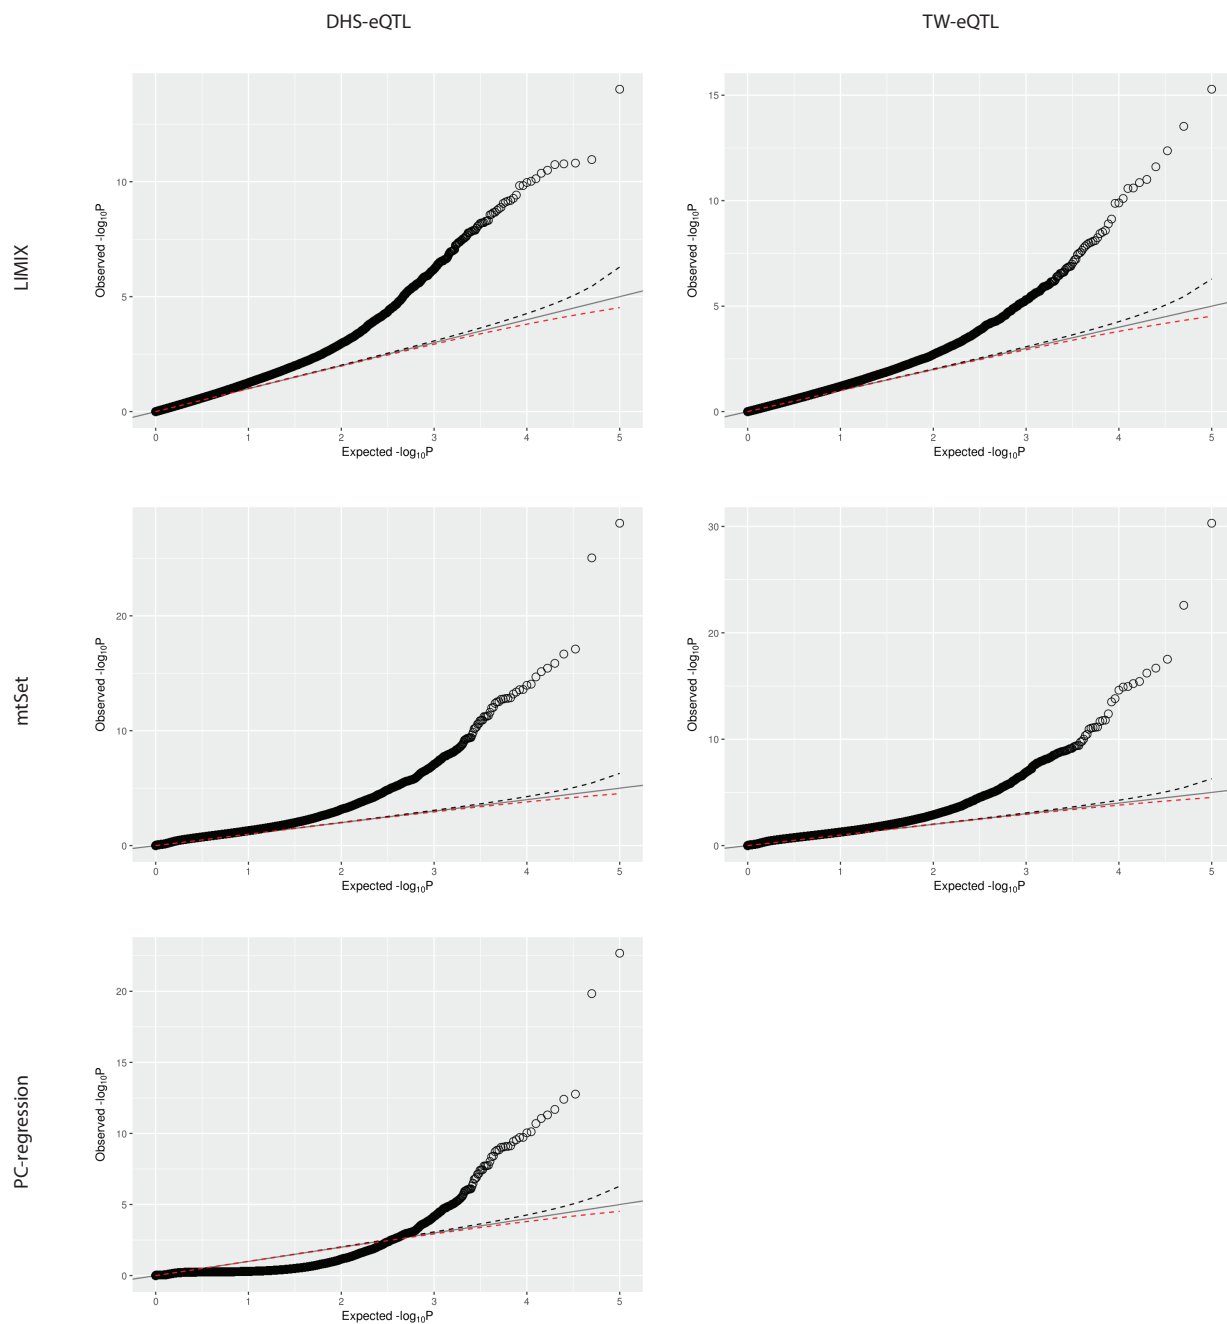 DHS-eQTL TW-eQTL
LIMIX
Observed -log10P
10
5
0
0 1 2 3 4 5
Expected -log10P
Observed -log10P
15
10
5
0
0 1 2 3 4 5
Expected -log10P
mtSet
Observed -log10P
20
10
0
0 1 2 3 4 5
Expected -log10P
Observed -log10P
30
20
10
0
0 1 2 3 4 5
Expected -log10P
PC-regression
Observed -log10P
20
15
10
5
0
0 1 2 3 4 5
Expected -log10P